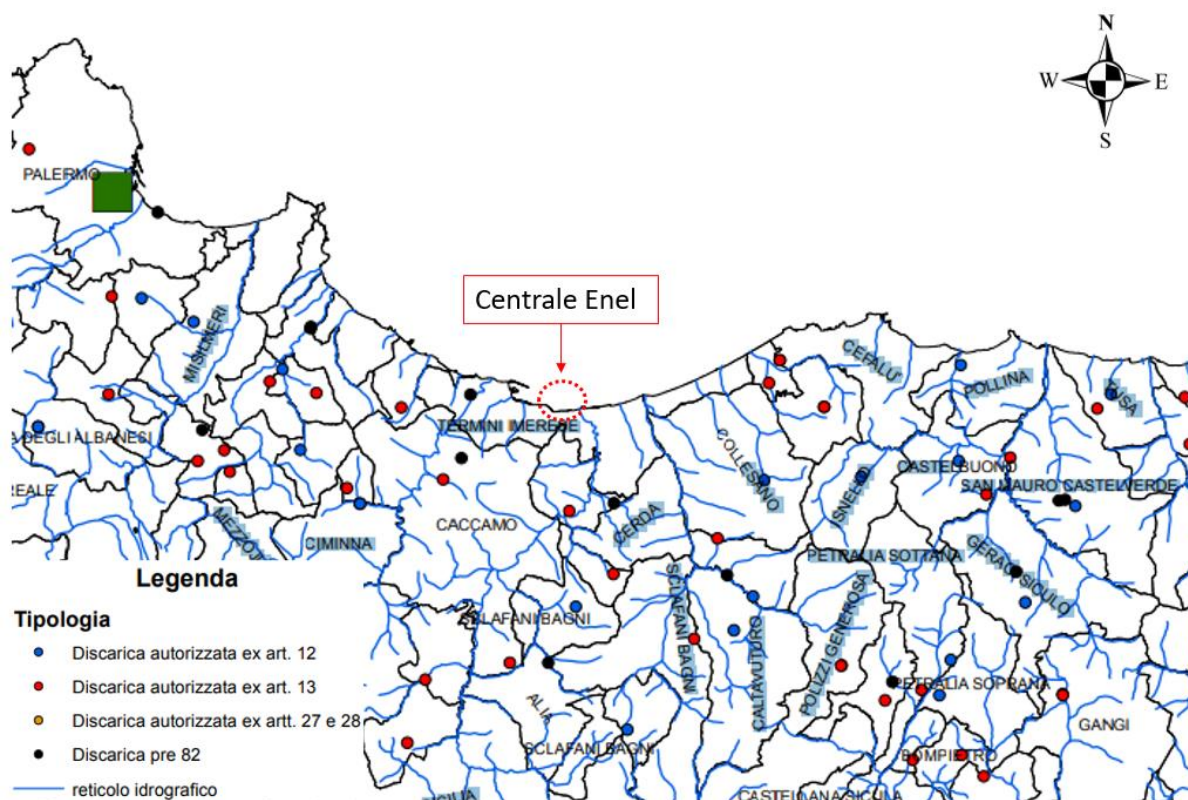 N
W E
S
PALERMO
Centrale Enel
MISILMERI
CEFALU'
POLLINA
TUSA
TERMINI IMERESE
A DEGLI ALBANESI
COLLESANO
CASTELBUONO
ISNELLO
SAN MAURO CASTELVERDE
REALE
CACCAMO
CERDA
CIMINNA
PETRALIA SOTTANA
GERACI SICULO
SCLAFANI BAGNI
SCLAFANI BAGNI
CALTAVUTURO
POLIZZI GENEROSA
PETRALIA SOPRANA
ALIA
GANGI
SCLAFANI BAGNI
BOMPIETRO
CASTELLANA SICULA
Legenda
Tipologia
Discarica autorizzata ex art. 12
Discarica autorizzata ex art. 13
Discarica autorizzata ex artt. 27 e 28
Discarica pre 82
reticolo idrografico